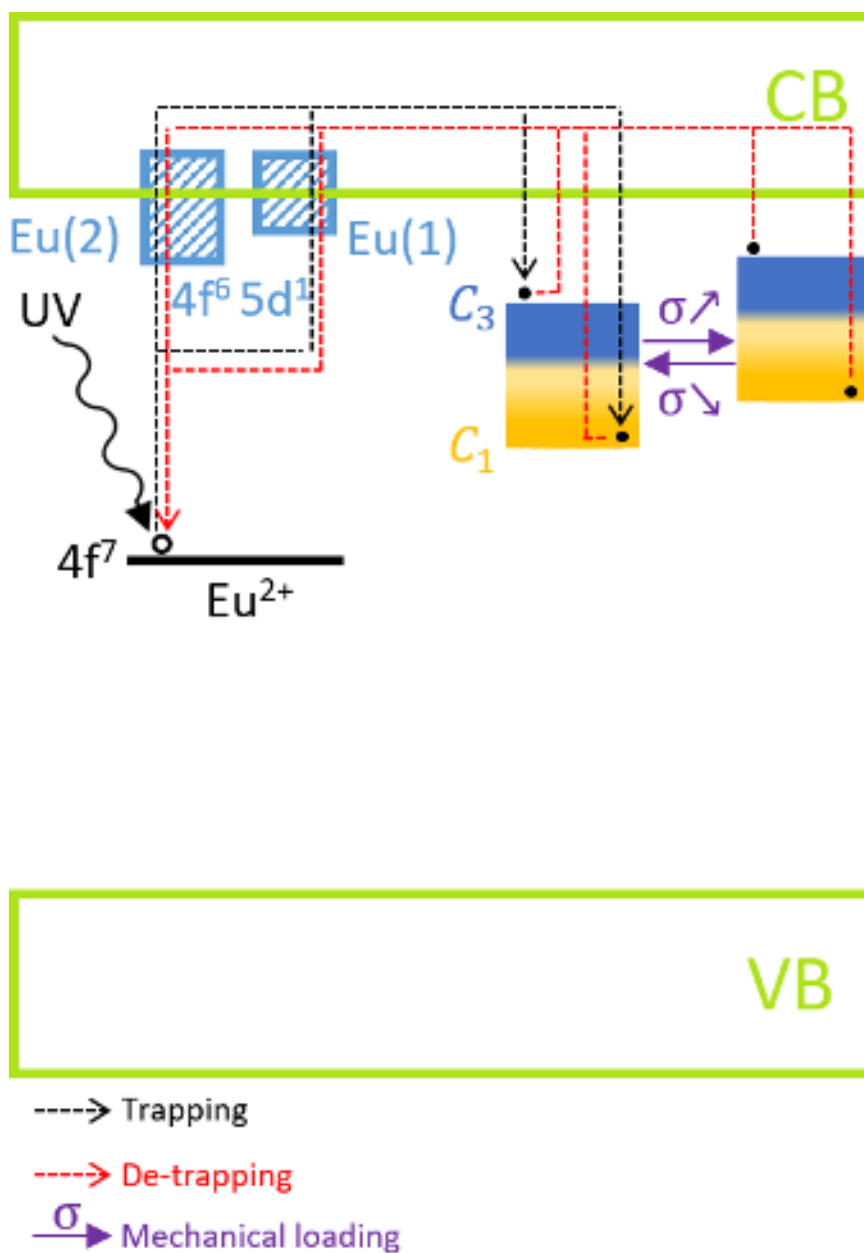 CB
Eu(2)
Eu(1)
4f⁶ 5d¹
UV
C₃
σ↗
σ↘
C₁
4f⁷
Eu²⁺
VB
Trapping
De-trapping
σ
Mechanical loading